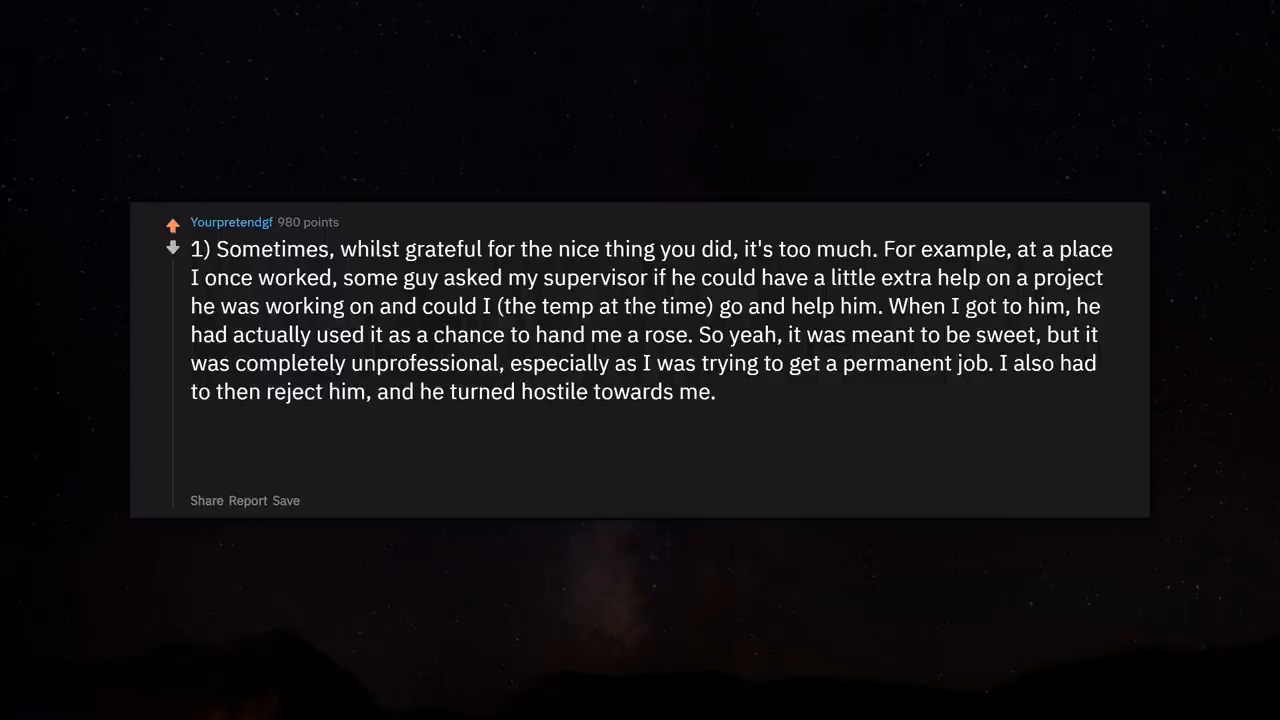 Yourpretendgf 980 points
1) Sometimes, whilst grateful for the nice thing you did, it's too much. For example, at a place
I once worked, some guy asked my supervisor if he could have a little extra help on a project
he was working on and could I (the temp at the time) go and help him. When I got to him, he
had actually used it as a chance to hand me a rose. So yeah, it was meant to be sweet, but it
was completely unprofessional, especially as I was trying to get a permanent job. I also had
to then reject him, and he turned hostile towards me.
Share Report Save